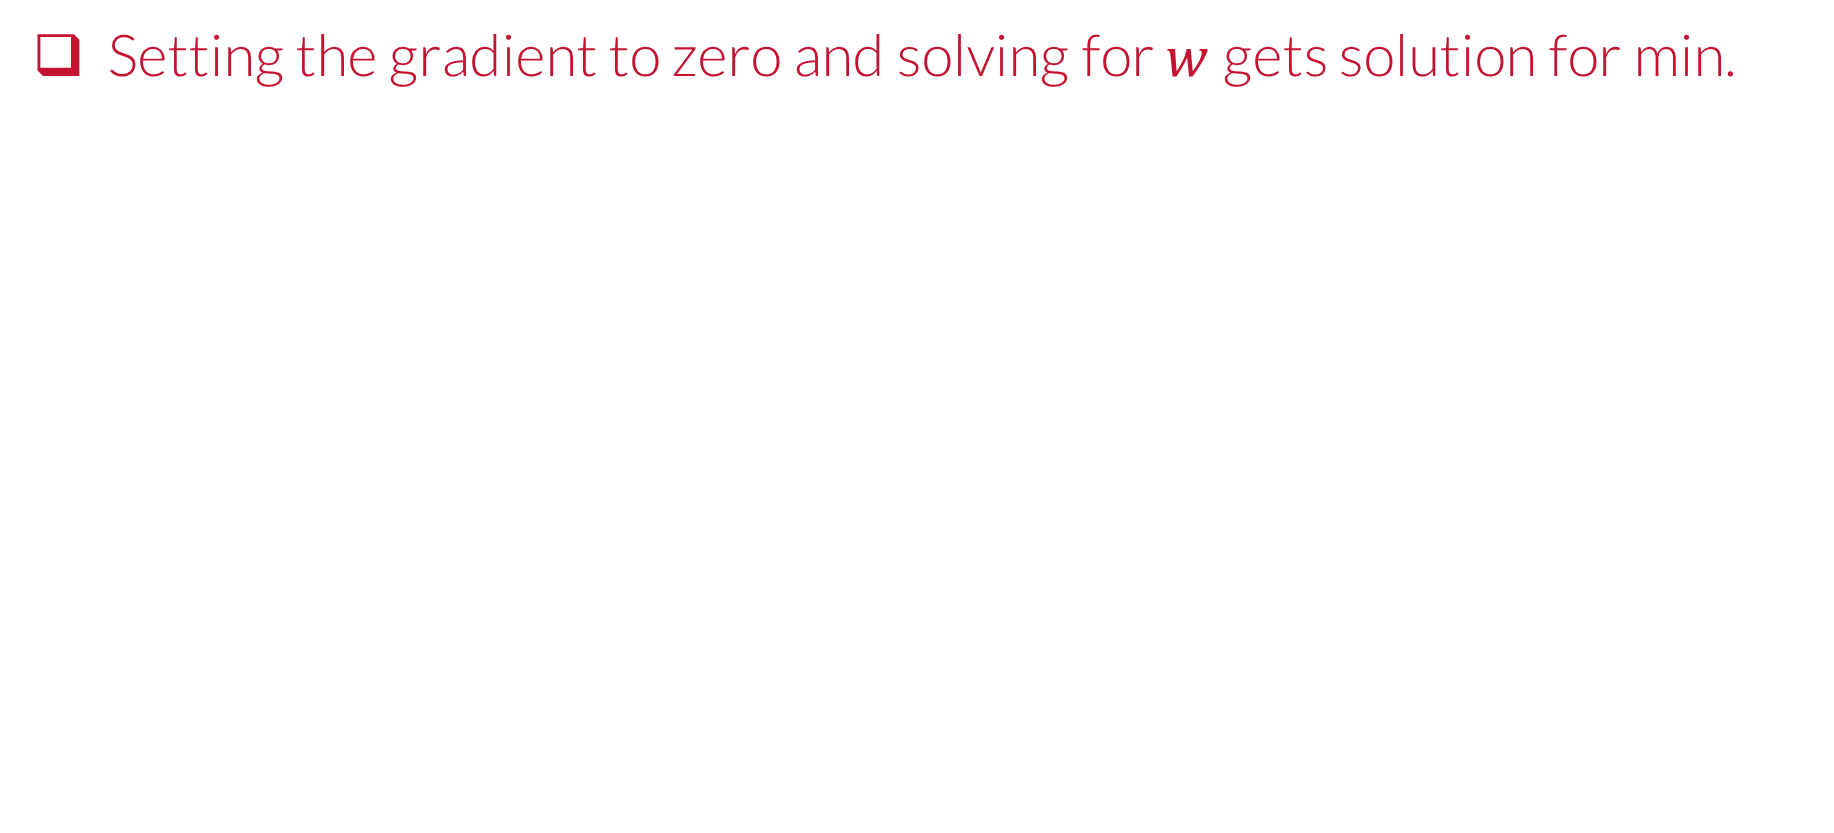 ❑ Setting the gradient to zero and solving for w gets solution for min.